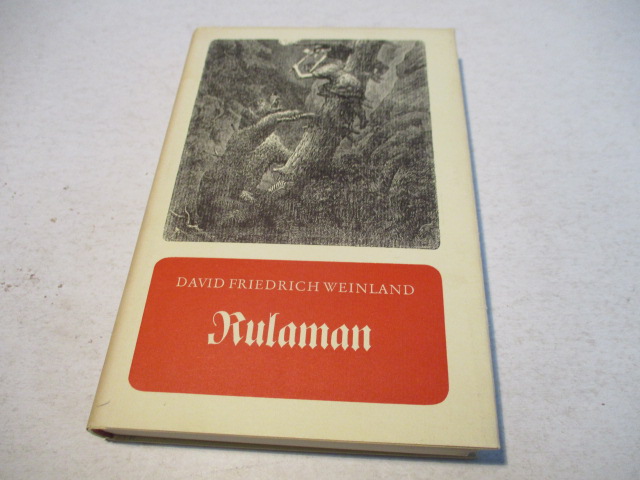 DAVID FRIEDRICH WEINLAND
Rulaman